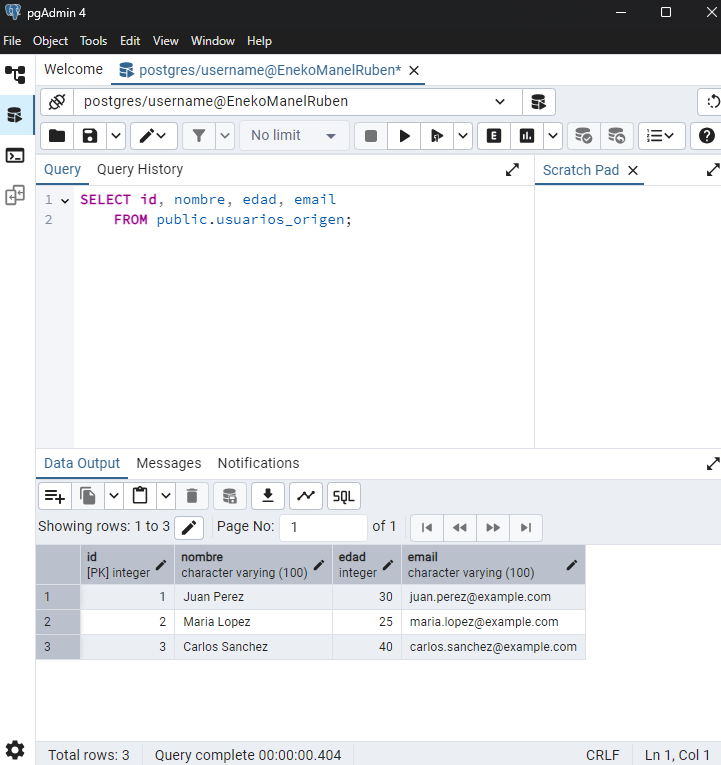 pgAdmin 4
File Object Tools Edit View Window Help
Welcome postgres/username@EnekoManelRuben*
postgres/username@EnekoManelRuben
No limit
E
Query Query History
Scratch Pad
1 SELECT id, nombre, edad, email
2 FROM public.usuarios_origen;
Data Output Messages Notifications
SQL
Showing rows: 1 to 3 Page No: 1 of 1
id nombre edad email
[PK] integer character varying (100) integer character varying (100)
1 1 Juan Perez 30 juan.perez@example.com
2 2 Maria Lopez 25 maria.lopez@example.com
3 3 Carlos Sanchez 40 carlos.sanchez@example.com
Total rows: 3 Query complete 00:00:00.404 CRLF Ln 1, Col 1